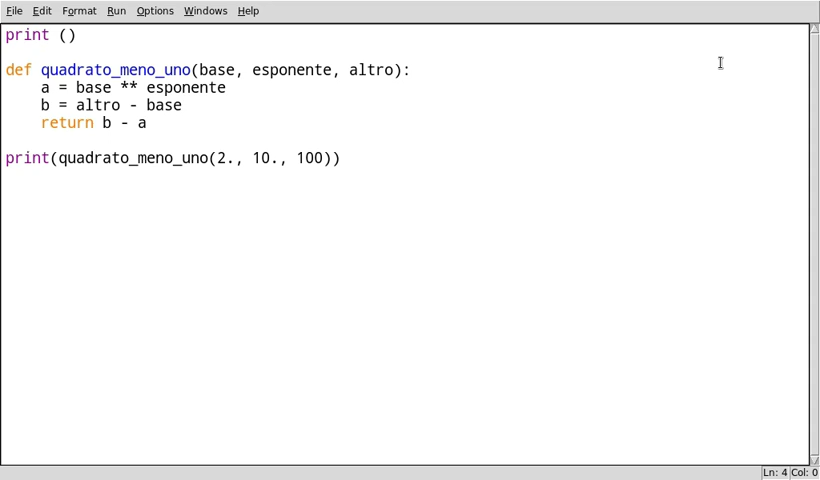 File Edit Format Run Options Windows Help
print ()
def quadrato_meno_uno(base, esponente, altro):
    a = base ** esponente
    b = altro - base
    return b - a
print(quadrato_meno_uno(2., 10., 100))
Ln: 4 Col: 0